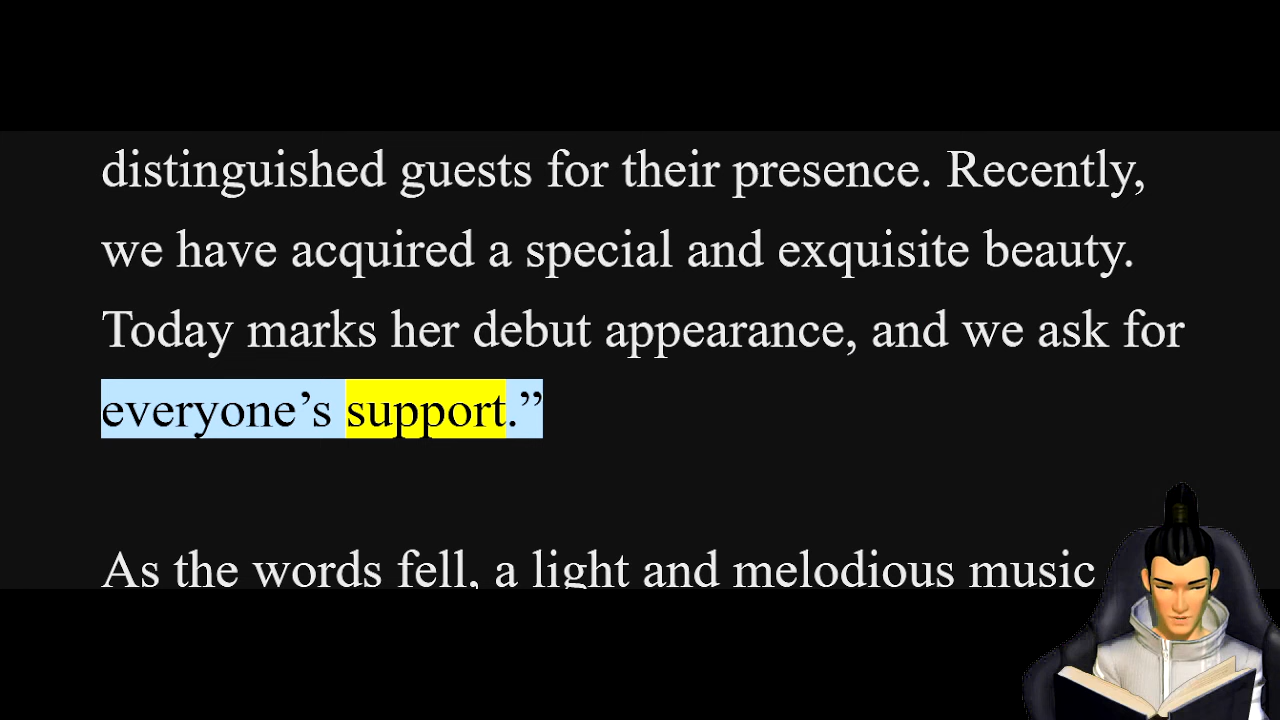 distinguished guests for their presence. Recently,
we have acquired a special and exquisite beauty.
Today marks her debut appearance, and we ask for
everyone’s support.”
As the words fell, a light and melodious music